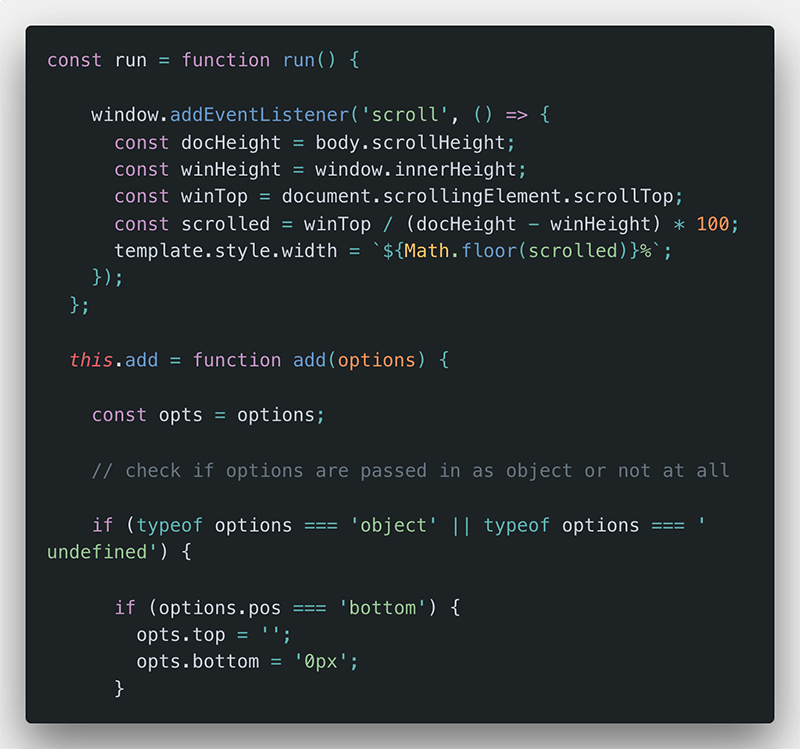 const run = function run() {
window.addEventListener('scroll', () => {
const docHeight = body.scrollHeight;
const winHeight = window.innerHeight;
const winTop = document.scrollingElement.scrollTop;
const scrolled = winTop / (docHeight - winHeight) * 100;
template.style.width = `${Math.floor(scrolled)}%`;
});
};
this.add = function add(options) {
const opts = options;
// check if options are passed in as object or not at all
if (typeof options === 'object' || typeof options === '
undefined') {
if (options.pos === 'bottom') {
opts.top = '';
opts.bottom = '0px';
}